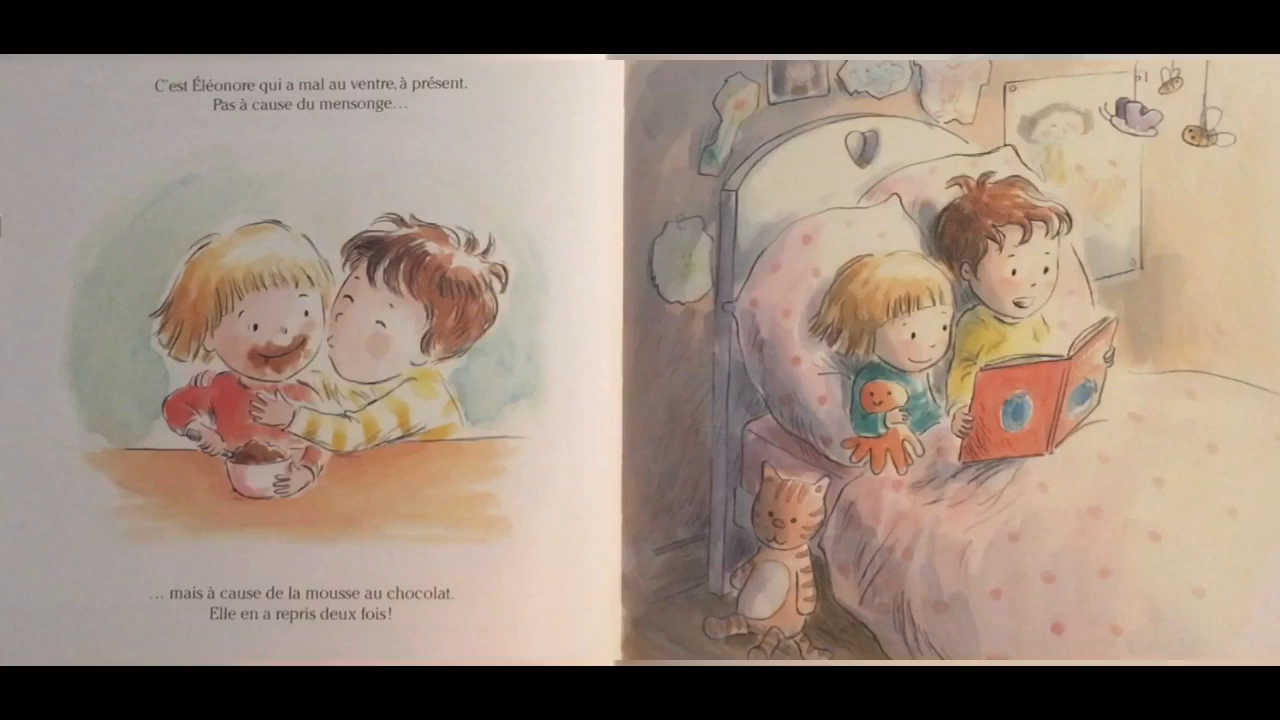 C'est Éléonore qui a mal au ventre, à présent.
Pas à cause du mensonge…
… mais à cause de la mousse au chocolat.
Elle en a repris deux fois!